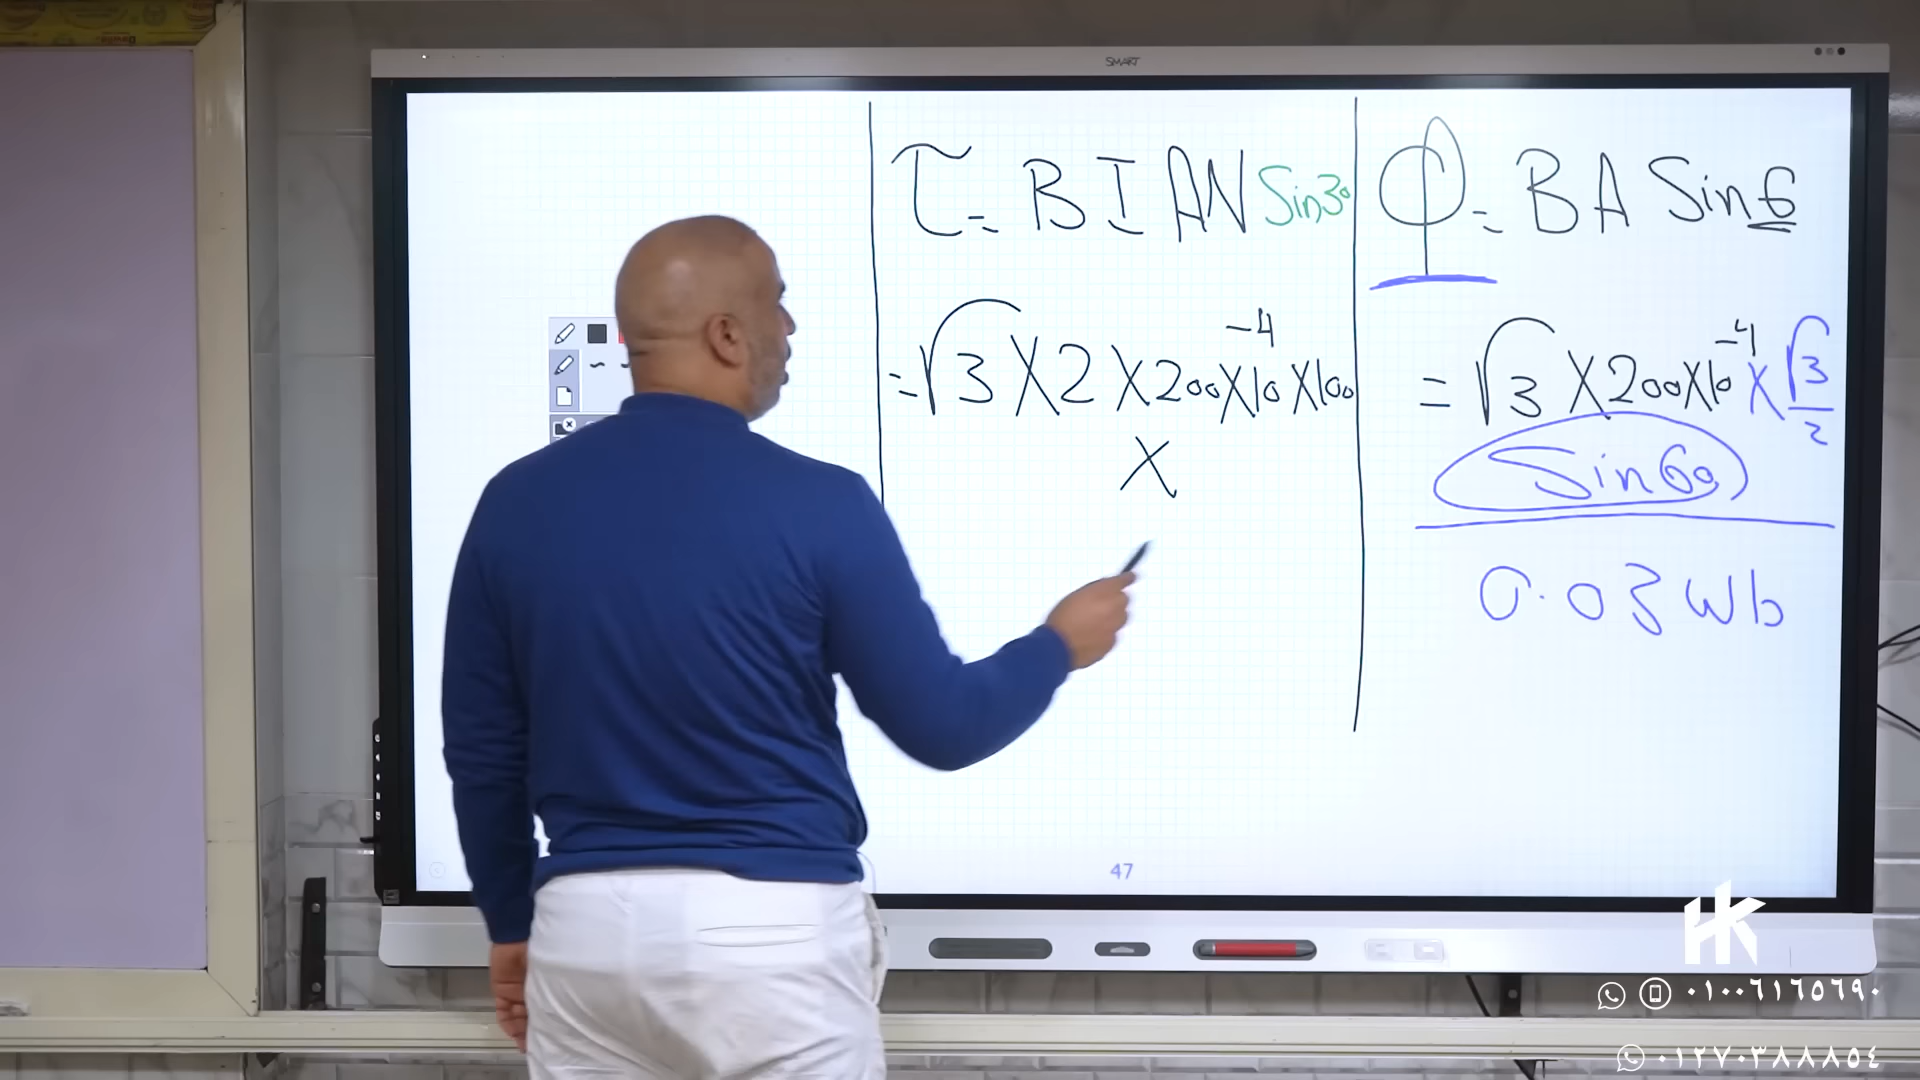 SMART
τ = B I A N Sin30
= √3 × 2 × 200 × 10^-4 × 100
×
Φ = B A Sin θ
= √3 × 200 × 10^-4 × √3/2
Sin60
0.03 wb
47
HK
٠١٠٠٦١٦٥٦٩٠
٠١٢٧٠٣٨٨٨٥٤